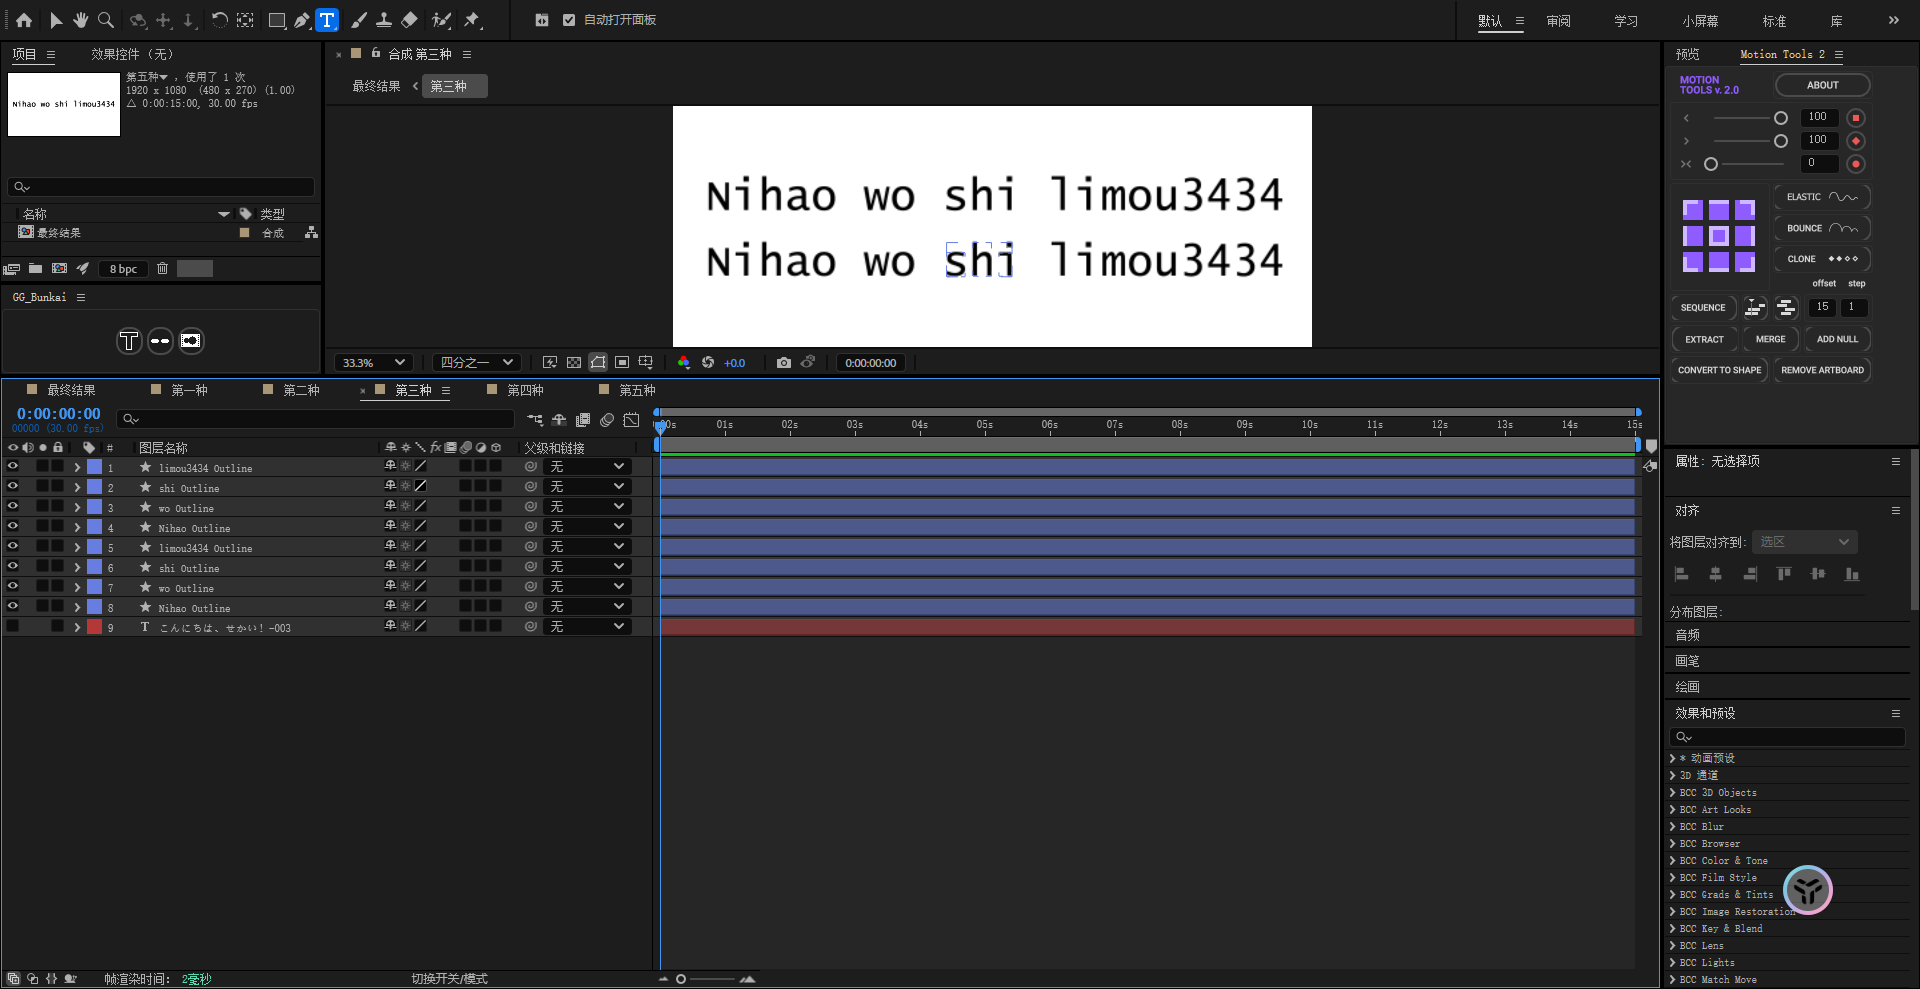 自动打开面板
默认
审阅
学习
小屏幕
标准
库
项目
效果控件 (无)
第五种 , 使用了 1 次
1920 x 1080 (480 x 270) (1.00)
△ 0:00:15:00, 30.00 fps
Nihao wo shi limou3434
名称
类型
最终结果
合成
8 bpc
GG_Bunkai
合成 第三种
最终结果
第三种
Nihao wo shi limou3434
Nihao wo shi limou3434
33.3%
四分之一
+0.0
0:00:00:00
预览
Motion Tools 2
MOTION
TOOLS v. 2.0
ABOUT
100
100
0
ELASTIC
BOUNCE
CLONE
offset step
SEQUENCE
15
1
EXTRACT
MERGE
ADD NULL
CONVERT TO SHAPE
REMOVE ARTBOARD
最终结果
第一种
第二种
第三种
第四种
第五种
0:00:00:00
00000 (30.00 fps)
00s 01s 02s 03s 04s 05s 06s 07s 08s 09s 10s 11s 12s 13s 14s 15s
# 图层名称 父级和链接
1 limou3434 Outline 无
2 shi Outline 无
3 wo Outline 无
4 Nihao Outline 无
5 limou3434 Outline 无
6 shi Outline 无
7 wo Outline 无
8 Nihao Outline 无
9 T こんにちは、せかい！-003 无
帧渲染时间: 2毫秒
切换开关/模式
属性: 无选择项
对齐
将图层对齐到: 选区
分布图层:
音频
画笔
绘画
效果和预设
* 动画预设
3D 通道
BCC 3D Objects
BCC Art Looks
BCC Blur
BCC Browser
BCC Color & Tone
BCC Film Style
BCC Grads & Tints
BCC Image Restoration
BCC Key & Blend
BCC Lens
BCC Lights
BCC Match Move